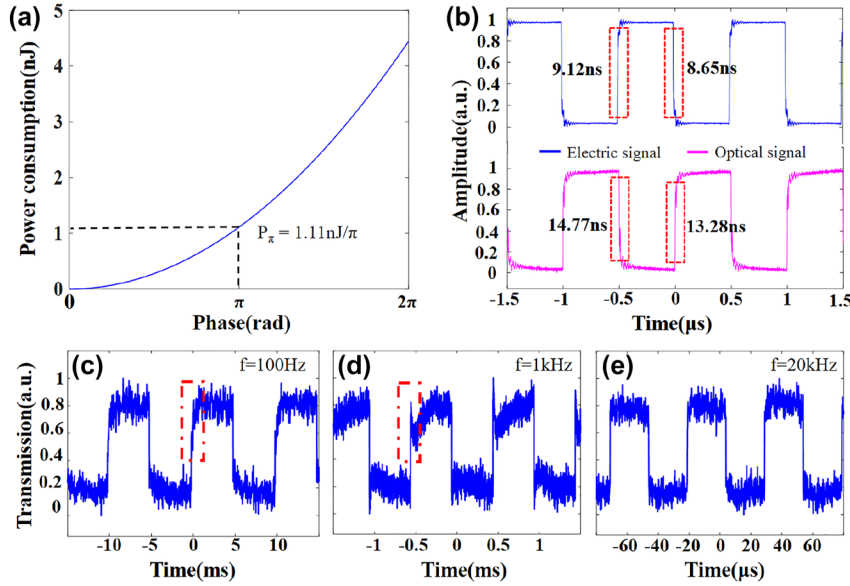 (a)
Power consumption(nJ)
5
4
3
2
1
0
Pπ = 1.11nJ/π
0
π
2π
Phase(rad)
(b)
Amplitude(a.u.)
1
0.8
0.6
0.4
0.2
0
9.12ns
8.65ns
Electric signal
Optical signal
1
0.8
0.6
0.4
0.2
0
14.77ns
13.28ns
-1.5
-1
-0.5
0
0.5
1
1.5
Time(μs)
(c)
f=100Hz
Transmission(a.u.)
1
0.8
0.6
0.4
0.2
0
-10
-5
0
5
10
Time(ms)
(d)
f=1kHz
-1
-0.5
0
0.5
1
Time(ms)
(e)
f=20kHz
-60
-40
-20
0
20
40
60
Time(μs)